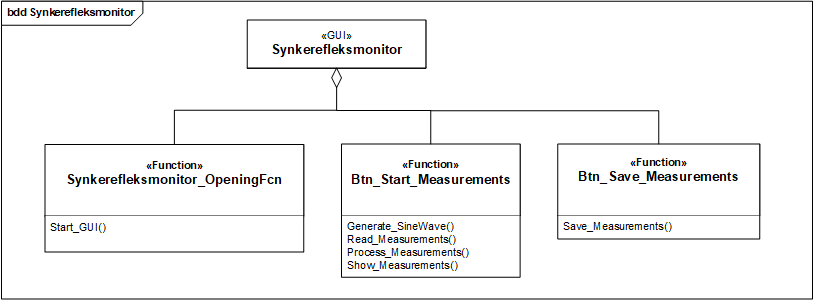 bdd Synkerefleksmonitor
«GUI»
Synkerefleksmonitor
«Function»
Synkerefleksmonitor_OpeningFcn
Start_GUI()
«Function»
Btn_Start_Measurements
Generate_SineWave()
Read_Measurements()
Process_Measurements()
Show_Measurements()
«Function»
Btn_Save_Measurements
Save_Measurements()